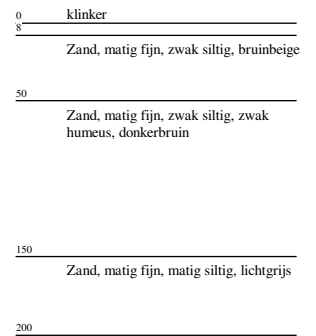 0 klinker
8
Zand, matig fijn, zwak siltig, bruinbeige
50
Zand, matig fijn, zwak siltig, zwak
humeus, donkerbruin
150
Zand, matig fijn, matig siltig, lichtgrijs
200